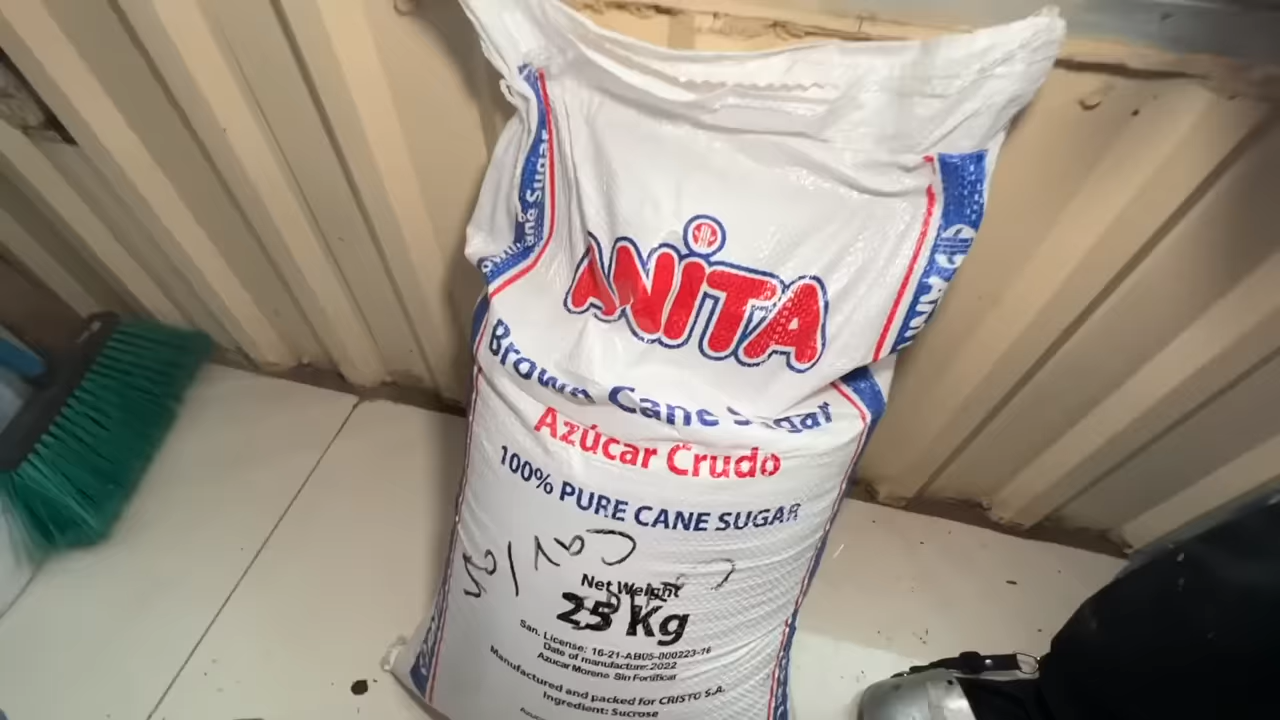 ANITA
Brown Cane Sugar
Azúcar Crudo
100% PURE CANE SUGAR
Net Weight
25 Kg
San. License: 16-21-AB05-800223-16
Date of manufacture: 2022
Azucar Moreno Sin Fortificar
Manufactured and packed for CRISTO S.A.
Ingredient: Sucrose